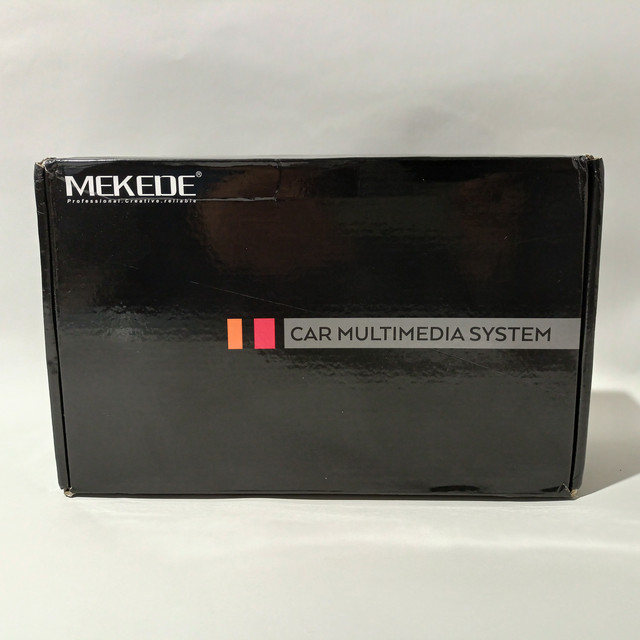 MEKEDE®
Professional.Creative.reliable
CAR MULTIMEDIA SYSTEM